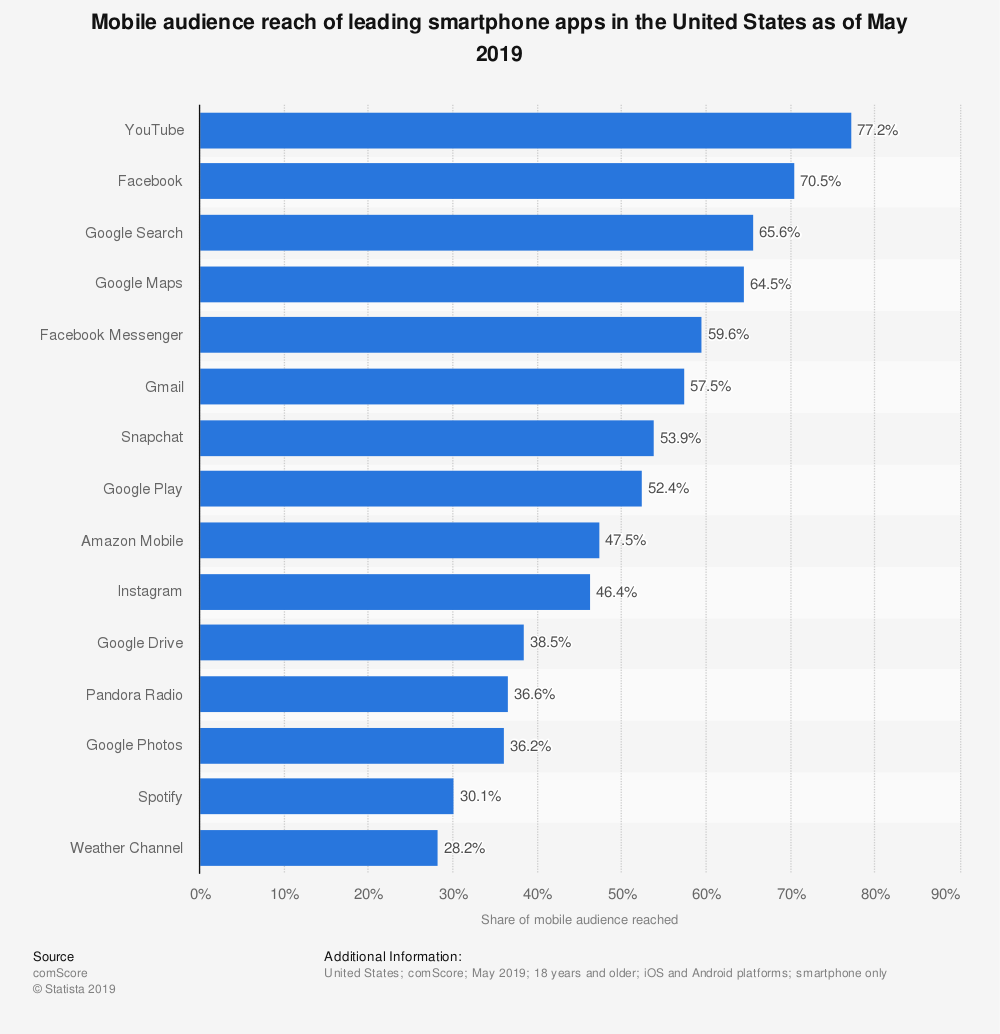 Mobile audience reach of leading smartphone apps in the United States as of May
2019
YouTube 77.2%
Facebook 70.5%
Google Search 65.6%
Google Maps 64.5%
Facebook Messenger 59.6%
Gmail 57.5%
Snapchat 53.9%
Google Play 52.4%
Amazon Mobile 47.5%
Instagram 46.4%
Google Drive 38.5%
Pandora Radio 36.6%
Google Photos 36.2%
Spotify 30.1%
Weather Channel 28.2%
0% 10% 20% 30% 40% 50% 60% 70% 80% 90%
Share of mobile audience reached
Source
comScore
© Statista 2019
Additional Information:
United States; comScore; May 2019; 18 years and older; iOS and Android platforms; smartphone only